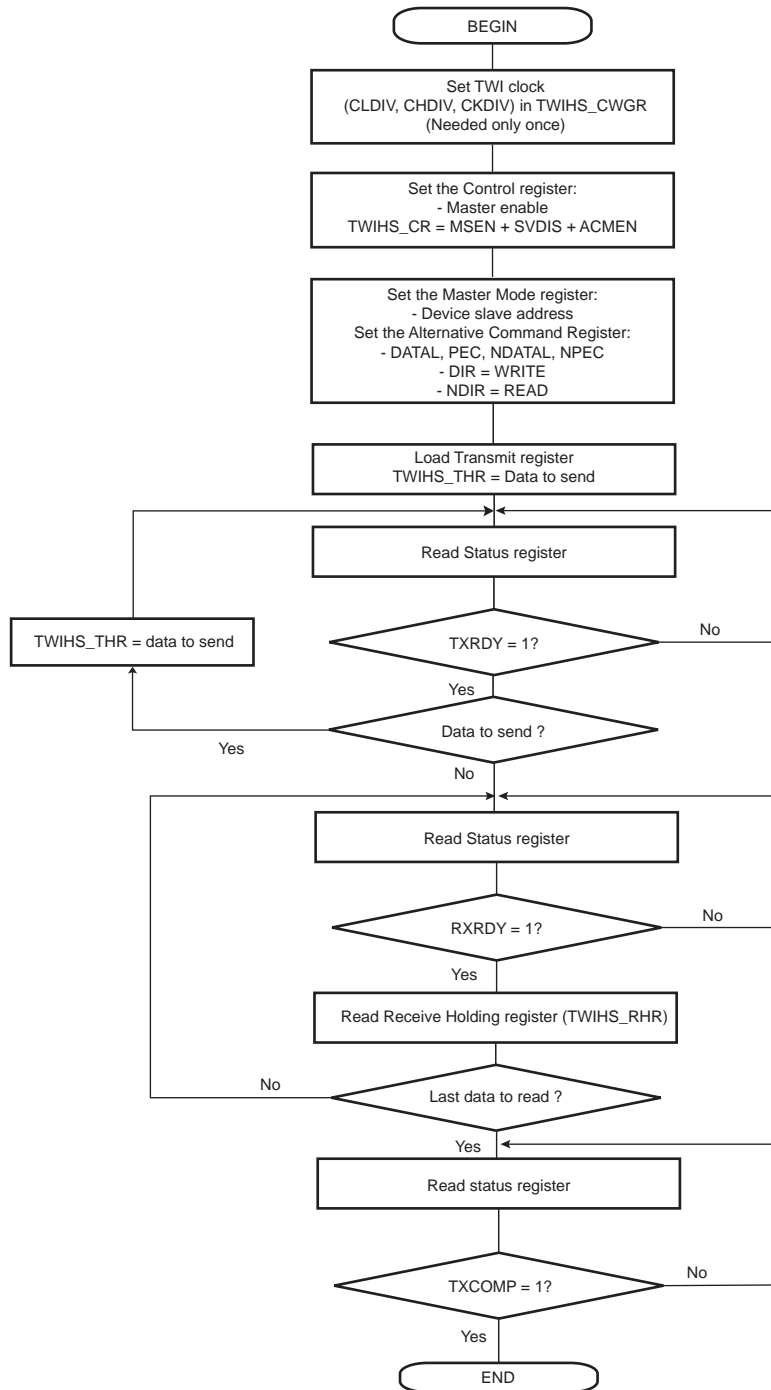 BEGIN
Set TWI clock
(CLDIV, CHDIV, CKDIV) in TWIHS_CWGR
(Needed only once)
Set the Control register:
- Master enable
TWIHS_CR = MSEN + SVDIS + ACMEN
Set the Master Mode register:
- Device slave address
Set the Alternative Command Register:
- DATAL, PEC, NDATAL, NPEC
- DIR = WRITE
- NDIR = READ
Load Transmit register
TWIHS_THR = Data to send
Read Status register
TWIHS_THR = data to send
TXRDY = 1?
No
Yes
Data to send ?
Yes
No
Read Status register
RXRDY = 1?
No
Yes
Read Receive Holding register (TWIHS_RHR)
No
Last data to read ?
Yes
Read status register
TXCOMP = 1?
No
Yes
END